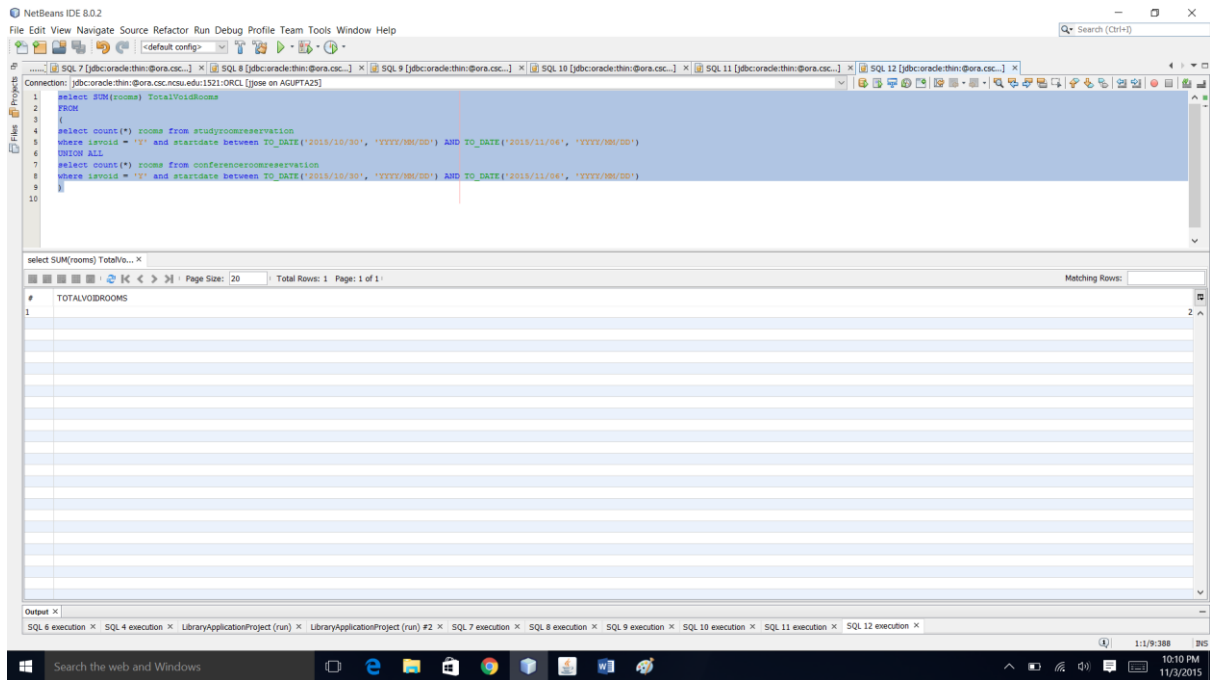 NetBeans IDE 8.0.2
File Edit View Navigate Source Refactor Run Debug Profile Team Tools Window Help
Search (Ctrl+I)
<default config>
.....] SQL 7 [jdbc:oracle:thin:@ora.csc...] SQL 8 [jdbc:oracle:thin:@ora.csc...] SQL 9 [jdbc:oracle:thin:@ora.csc...] SQL 10 [jdbc:oracle:thin:@ora.csc...] SQL 11 [jdbc:oracle:thin:@ora.csc...] SQL 12 [jdbc:oracle:thin:@ora.csc...]
Projects
Files
Connection: jdbc:oracle:thin:@ora.csc.ncsu.edu:1521:ORCL [jjose on AGUPTA25]
1 select SUM(rooms) TotalVoidRooms
2 FROM
3 (
4 select count(*) rooms from studyroomreservation
5 where isvoid = 'Y' and startdate between TO_DATE('2015/10/30', 'YYYY/MM/DD') AND TO_DATE('2015/11/06', 'YYYY/MM/DD')
6 UNION ALL
7 select count(*) rooms from conferenceroomreservation
8 where isvoid = 'Y' and startdate between TO_DATE('2015/10/30', 'YYYY/MM/DD') AND TO_DATE('2015/11/06', 'YYYY/MM/DD')
9 )
10
select SUM(rooms) TotalVo...
Page Size: 20 Total Rows: 1 Page: 1 of 1 Matching Rows:
# TOTALVOIDROOMS
1 2
Output
SQL 6 execution SQL 4 execution LibraryApplicationProject (run) LibraryApplicationProject (run) #2 SQL 7 execution SQL 8 execution SQL 9 execution SQL 10 execution SQL 11 execution SQL 12 execution
1:1/9:388 INS
Search the web and Windows
10:10 PM
11/3/2015